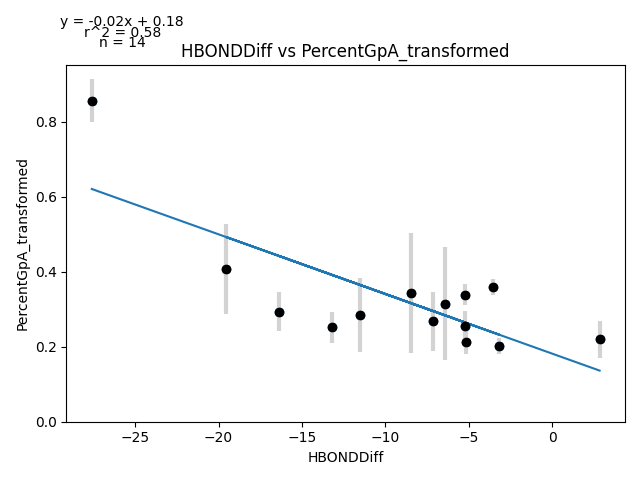 y = -0.02x + 0.18
r^2 = 0.58
n = 14
HBONDDiff vs PercentGpA_transformed
PercentGpA_transformed
0.8
0.6
0.4
0.2
0.0
−25
−20
−15
−10
−5
0
HBONDDiff